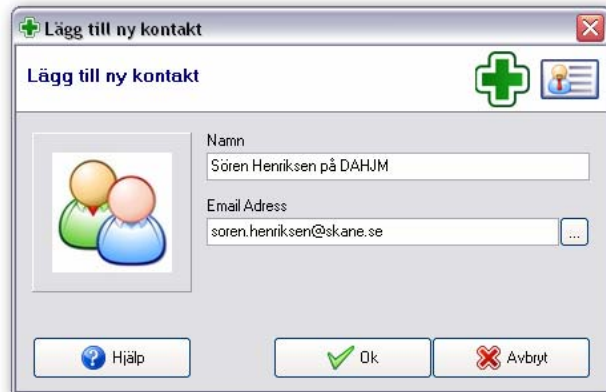 Lägg till ny kontakt
Lägg till ny kontakt
Namn
Sören Henriksen på DAHJM
Email Adress
soren.henriksen@skane.se
...
Hjälp
Ok
Avbryt